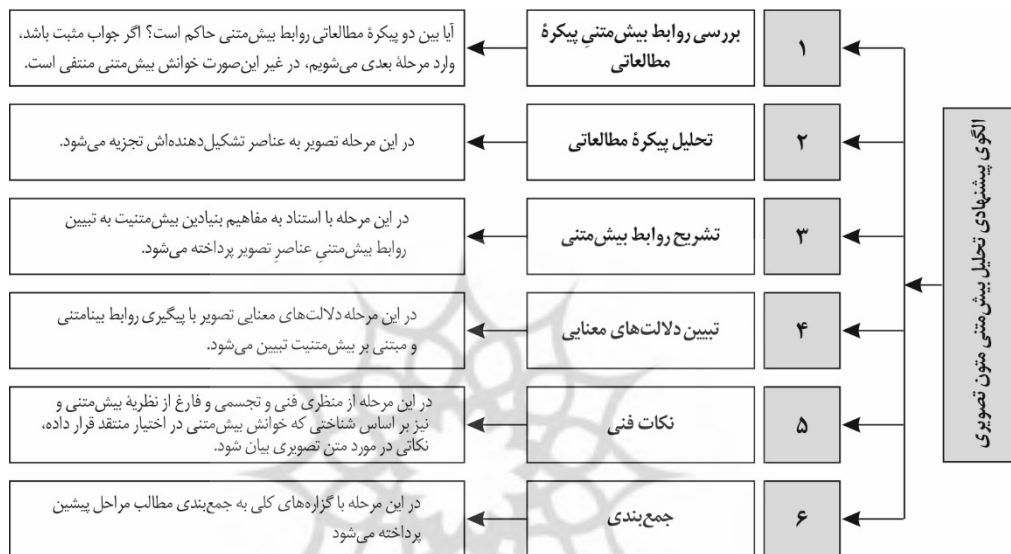 الگوی پیشنهادی تحلیل بیش‌متنی متون تصویری
۱
بررسی روابط بیش‌متنیِ پیکرۀ
مطالعاتی
آیا بین دو پیکرۀ مطالعاتی روابط بیش‌متنی حاکم است؟ اگر جواب مثبت باشد،
وارد مرحلۀ بعدی می‌شویم، در غیر این‌صورت خوانش بیش‌متنی منتفی است.
۲
تحلیل پیکرۀ مطالعاتی
در این مرحله تصویر به عناصر تشکیل‌دهنده‌اش تجزیه می‌شود.
۳
تشریح روابط بیش‌متنی
در این مرحله با استناد به مفاهیم بنیادین بیش‌متنیت به تبیین
روابط بیش‌متنیِ عناصرِ تصویر پرداخته می‌شود.
۴
تبیین دلالت‌های معنایی
در این مرحله دلالت‌های معنایی تصویر با پیگیری روابط بینامتنی
و مبتنی بر بیش‌متنیت تبیین می‌شود.
۵
نکات فنی
در این مرحله از منظری فنی و تجسمی و فارغ از نظریۀ بیش‌متنی و
نیز بر اساس شناختی که خوانش بیش‌متنی در اختیار منتقد قرار داده،
نکاتی در مورد متن تصویری بیان شود.
۶
جمع‌بندی
در این مرحله با گزاره‌های کلی به جمع‌بندی مطالب مراحل پیشین
پرداخته می‌شود